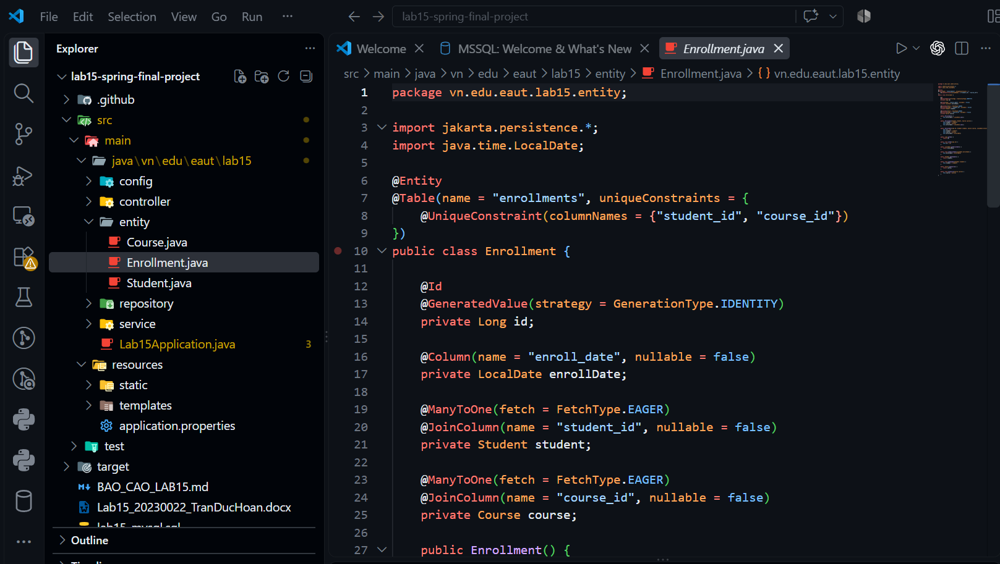 File Edit Selection View Go Run ···
lab15-spring-final-project
Explorer
lab15-spring-final-project
.github
src
main
java\vn\edu\eaut\lab15
config
controller
entity
Course.java
Enrollment.java
Student.java
repository
service
Lab15Application.java 3
resources
static
templates
application.properties
test
target
BAO_CAO_LAB15.md
Lab15_20230022_TranDucHoan.docx
lab15_mysql.sql
Outline
Timeline
Welcome MSSQL: Welcome & What's New Enrollment.java
src > main > java > vn > edu > eaut > lab15 > entity > Enrollment.java > {} vn.edu.eaut.lab15.entity
1 package vn.edu.eaut.lab15.entity;
2
3 import jakarta.persistence.*;
4 import java.time.LocalDate;
5
6 @Entity
7 @Table(name = "enrollments", uniqueConstraints = {
8 @UniqueConstraint(columnNames = {"student_id", "course_id"})
9 })
10 public class Enrollment {
11
12 @Id
13 @GeneratedValue(strategy = GenerationType.IDENTITY)
14 private Long id;
15
16 @Column(name = "enroll_date", nullable = false)
17 private LocalDate enrollDate;
18
19 @ManyToOne(fetch = FetchType.EAGER)
20 @JoinColumn(name = "student_id", nullable = false)
21 private Student student;
22
23 @ManyToOne(fetch = FetchType.EAGER)
24 @JoinColumn(name = "course_id", nullable = false)
25 private Course course;
26
27 public Enrollment() {